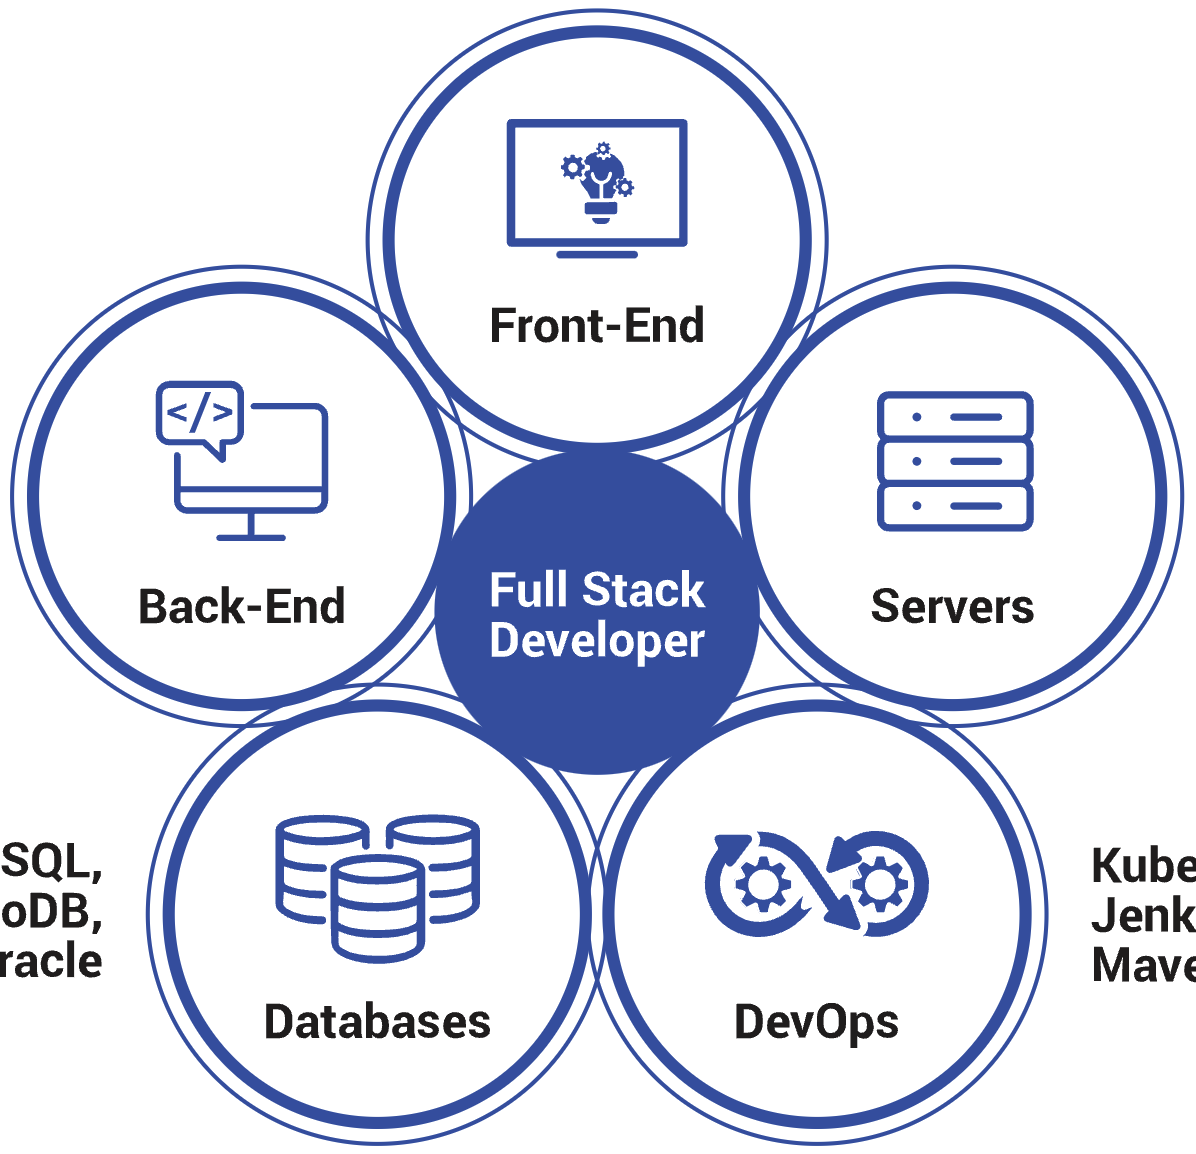 Front-End
</>
Back-End
Servers
Full Stack
Developer
SQL,
oDB,
racle
Kube
Jenk
Mave
Databases
DevOps